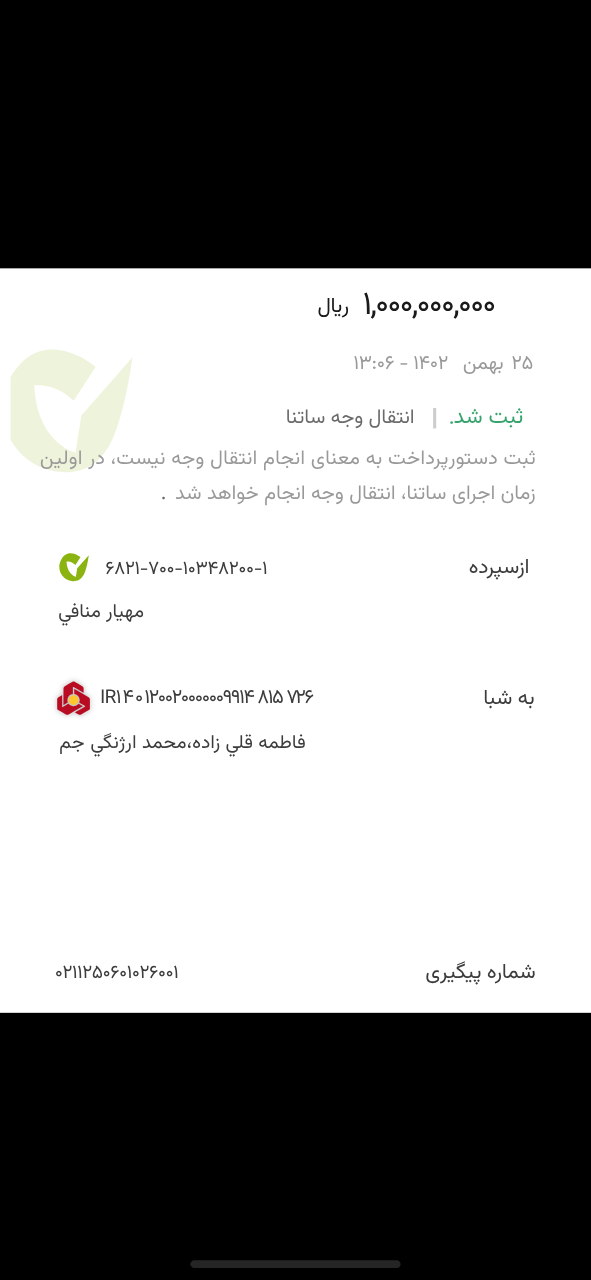 ۱,۰۰۰,۰۰۰,۰۰۰ ریال
۲۵ بهمن ۱۴۰۲ - ۱۳:۰۶
ثبت شد. | انتقال وجه ساتنا
ثبت دستورپرداخت به معنای انجام انتقال وجه نیست، در اولین
زمان اجرای ساتنا، انتقال وجه انجام خواهد شد .
ازسپرده ۶۸۲۱-۷۰۰-۱۰۳۴۸۲۰۰-۱
مهیار منافي
به شبا IR۱۴۰۱۲۰۰۲۰۰۰۰۰۰۰۹۹۱۴ ۸۱۵ ۷۲۶
فاطمه قلي زاده،محمد ارژنگي جم
شماره پیگیری ۰۲۱۱۲۵۰۶۰۱۰۲۶۰۰۱